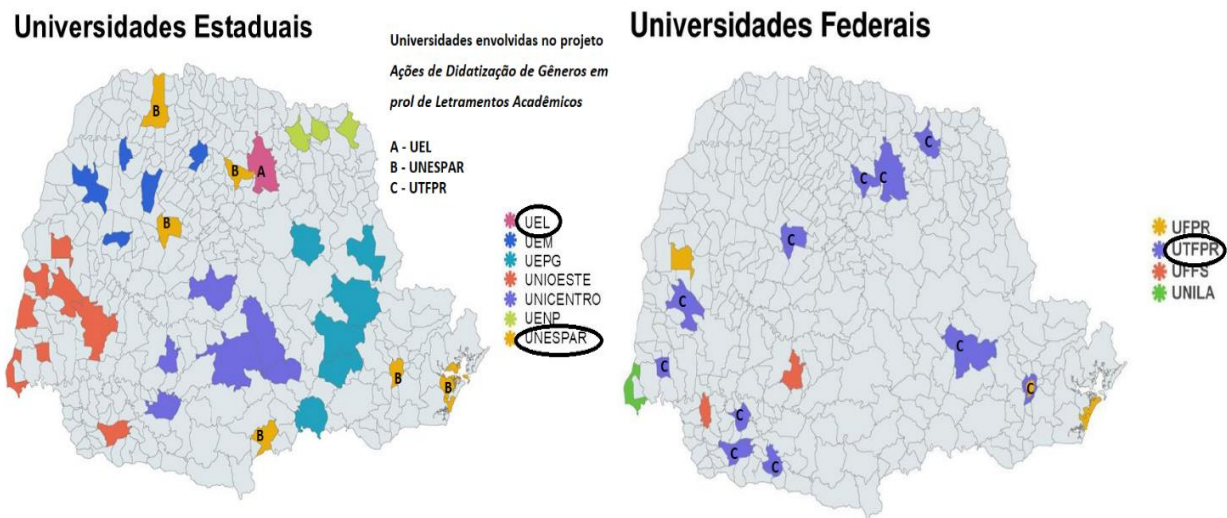 Universidades Estaduais
Universidades envolvidas no projeto
Ações de Didatização de Gêneros em
prol de Letramentos Acadêmicos
A - UEL
B - UNESPAR
C - UTFPR
B
B
A
B
B
B
B
UEL
UEM
UEPG
UNIOESTE
UNICENTRO
UENP
UNESPAR
Universidades Federais
C
C
C
C
C
C
C
C
C
C
C
UFPR
UTFPR
UFFS
UNILA